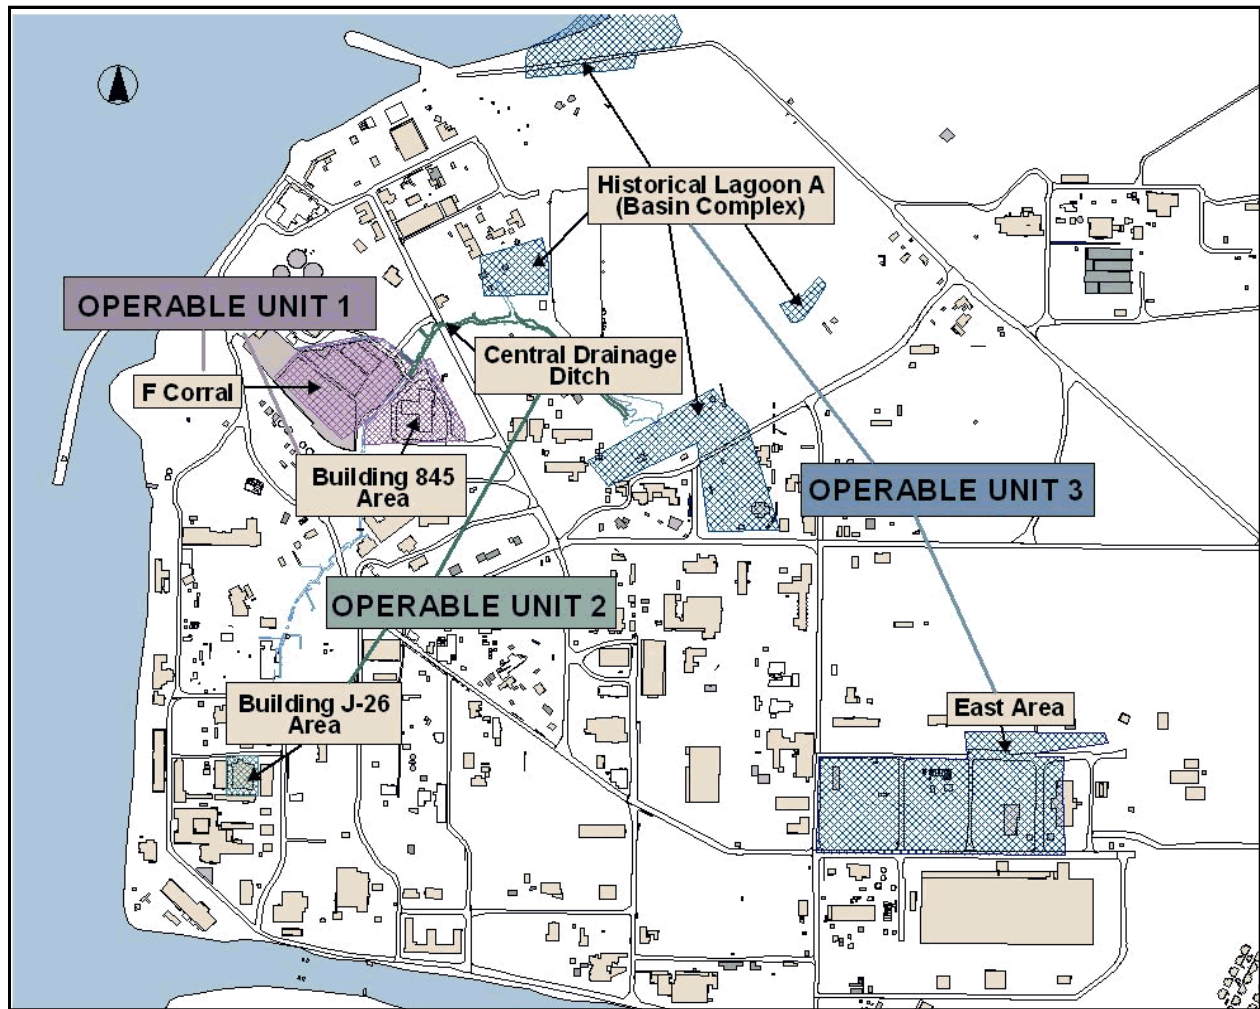 Historical Lagoon A
(Basin Complex)
OPERABLE UNIT 1
Central Drainage
Ditch
F Corral
Building 845
Area
OPERABLE UNIT 3
OPERABLE UNIT 2
Building J-26
Area
East Area